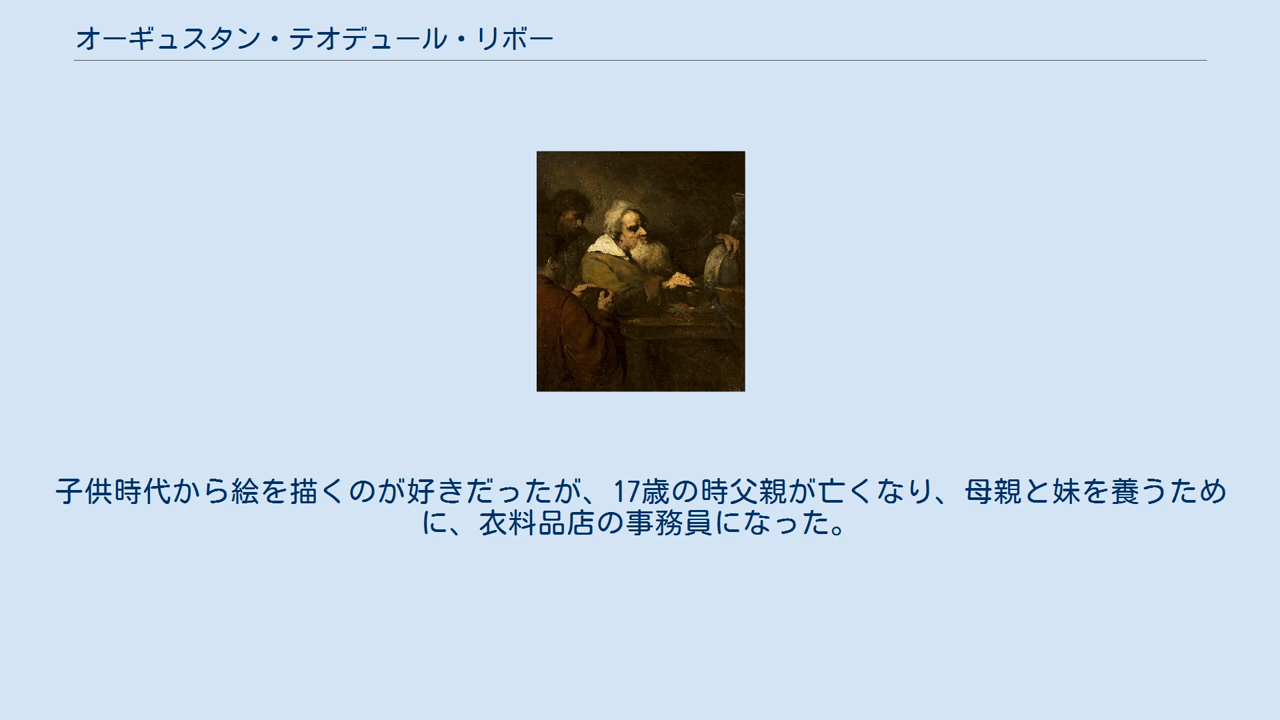 オーギュスタン・テオデュール・リボー
子供時代から絵を描くのが好きだったが、17歳の時父親が亡くなり、母親と妹を養うため
に、衣料品店の事務員になった。